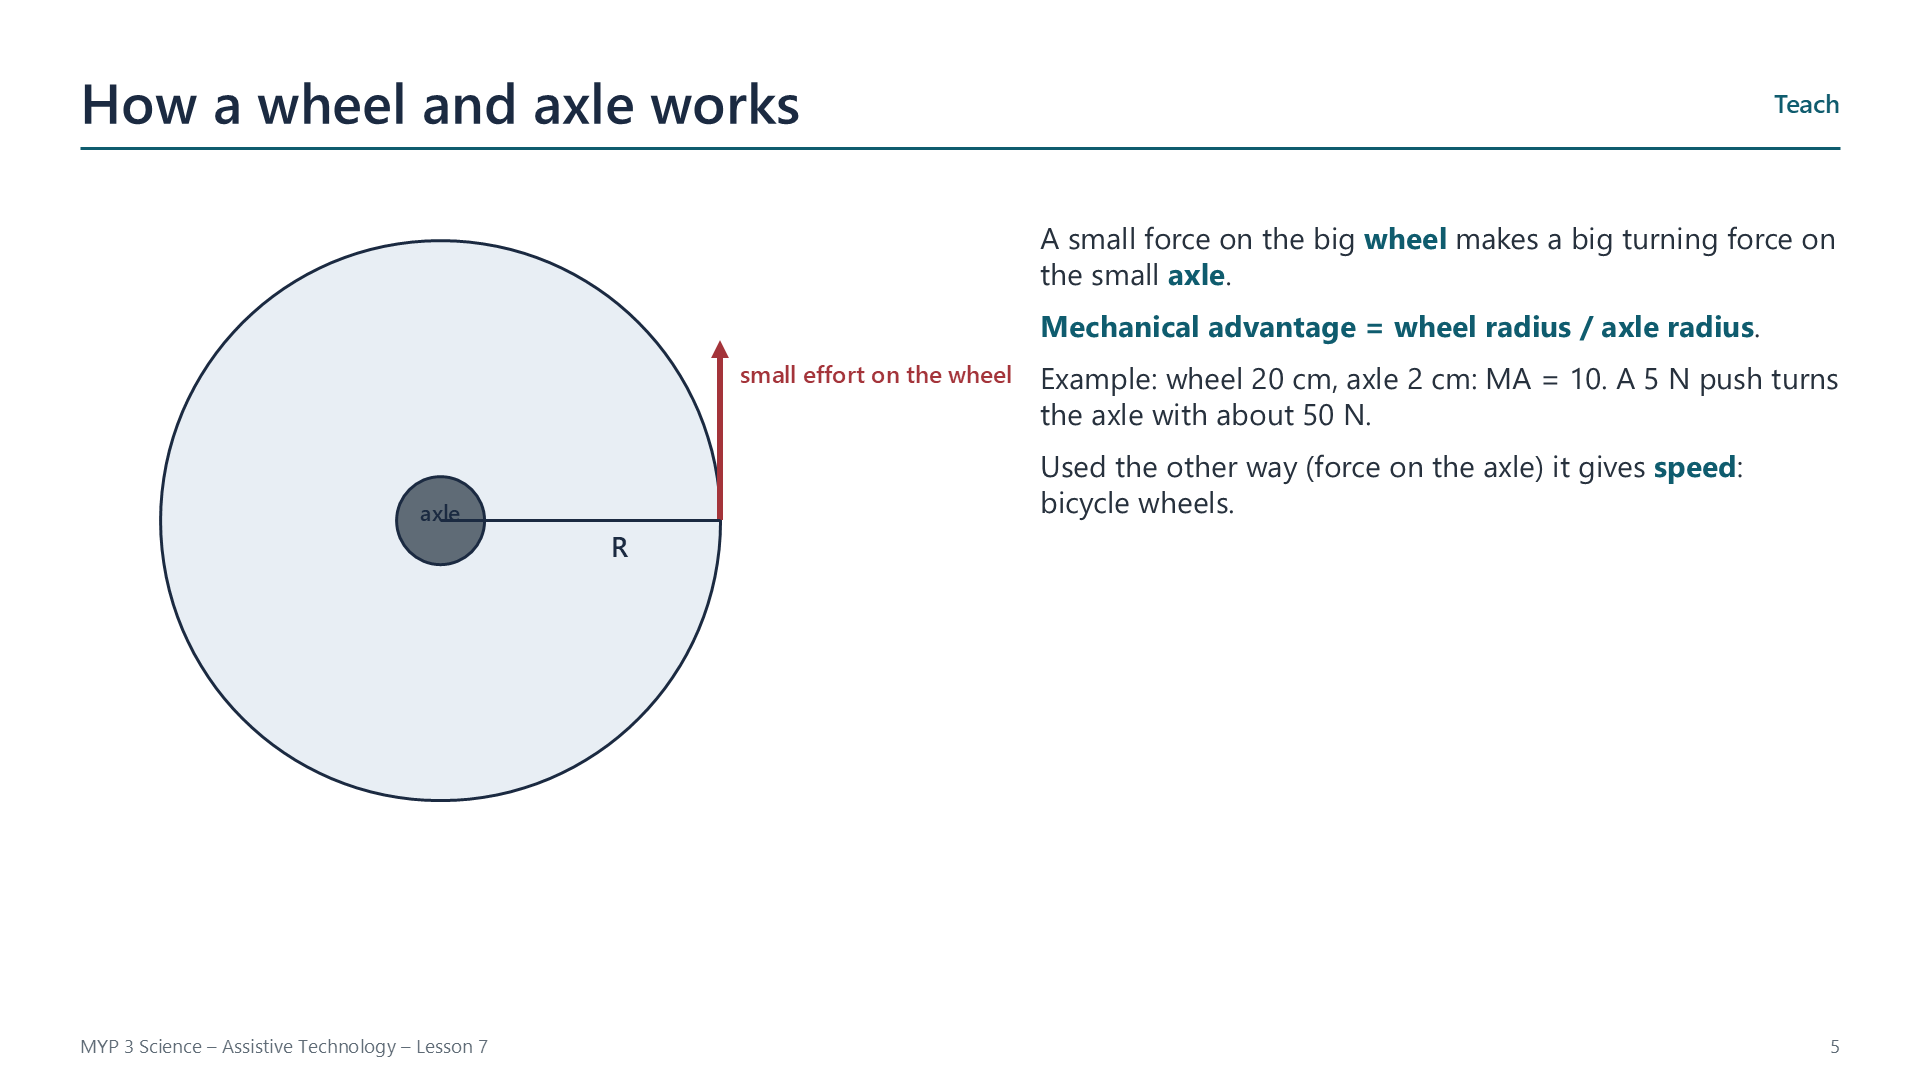 How a wheel and axle works
Teach
A small force on the big wheel makes a big turning force on
the small axle.
Mechanical advantage = wheel radius / axle radius.
small effort on the wheel
Example: wheel 20 cm, axle 2 cm: MA = 10. A 5 N push turns
the axle with about 50 N.
Used the other way (force on the axle) it gives speed:
bicycle wheels.
axle
R
MYP 3 Science – Assistive Technology – Lesson 7
5